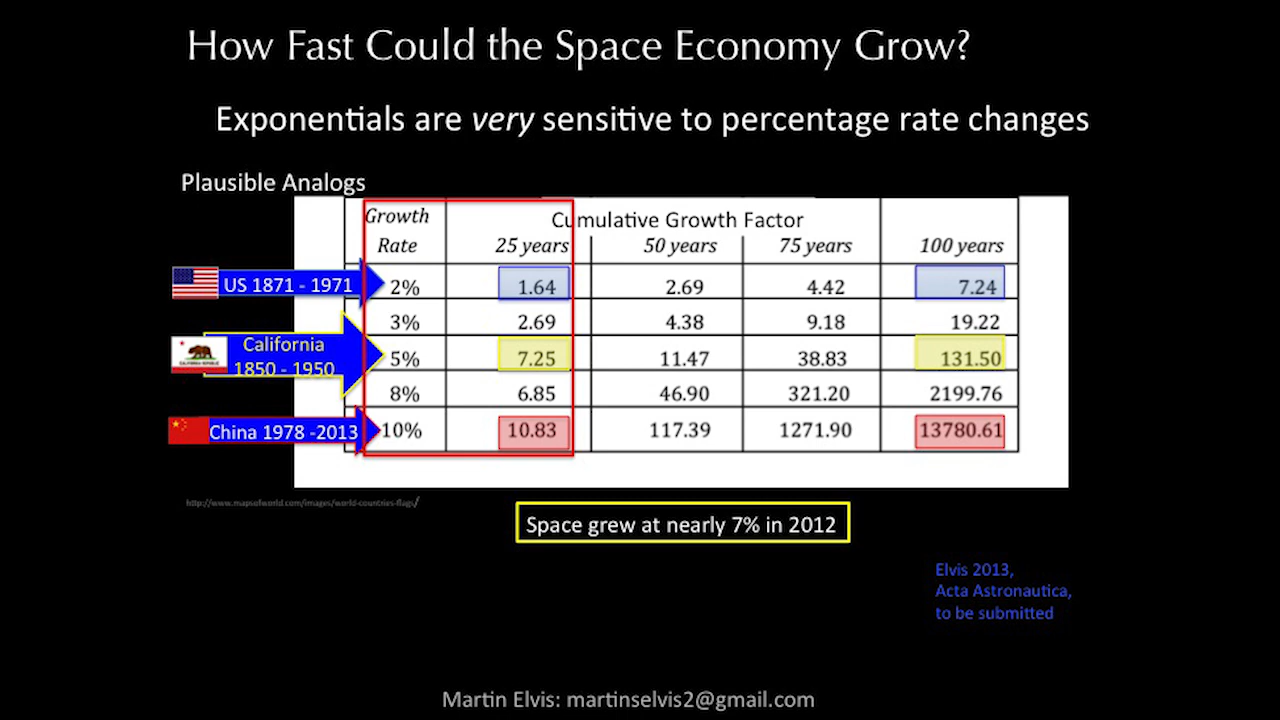 How Fast Could the Space Economy Grow?
Exponentials are very sensitive to percentage rate changes
Plausible Analogs
Growth Rate Cumulative Growth Factor
25 years 50 years 75 years 100 years
US 1871 - 1971 2% 1.64 2.69 4.42 7.24
3% 2.69 4.38 9.18 19.22
California 1850 - 1950 5% 7.25 11.47 38.83 131.50
8% 6.85 46.90 321.20 2199.76
China 1978 -2013 10% 10.83 117.39 1271.90 13780.61
http://www.mapsofworld.com/images/world-countries-flags/
Space grew at nearly 7% in 2012
Elvis 2013,
Acta Astronautica,
to be submitted
Martin Elvis: martinselvis2@gmail.com